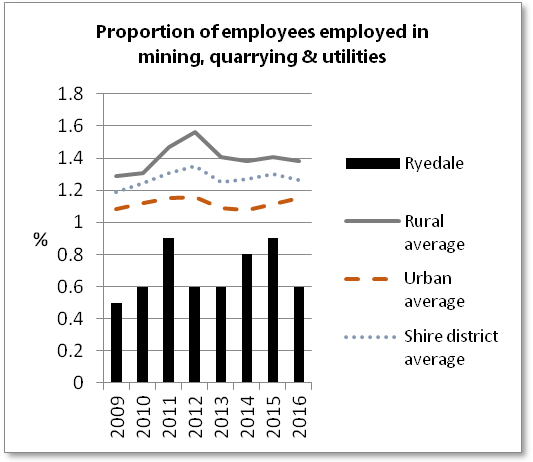 Proportion of employees employed in
mining, quarrying & utilities
1.8
1.6
1.4
1.2
1
0.8
0.6
0.4
0.2
0
%
2009
2010
2011
2012
2013
2014
2015
2016
Ryedale
Rural
average
Urban
average
Shire district
average